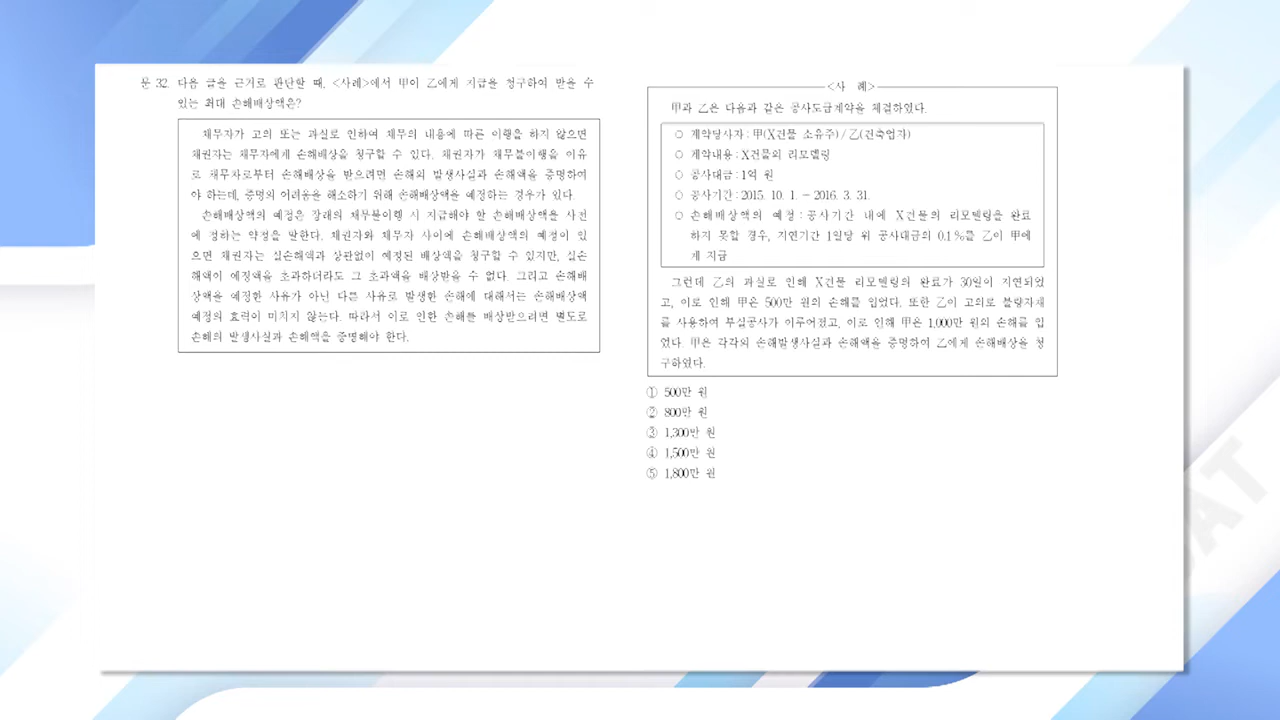 문 32. 다음 글을 근거로 판단할 때, <사례>에서 甲이 乙에게 지급을 청구하여 받을 수
있는 최대 손해배상액은?
채무자가 고의 또는 과실로 인하여 채무의 내용에 따른 이행을 하지 않으면
채권자는 채무자에게 손해배상을 청구할 수 있다. 채권자가 채무불이행을 이유
로 채무자로부터 손해배상을 받으려면 손해의 발생사실과 손해액을 증명하여
야 하는데, 증명의 어려움을 해소하기 위해 손해배상액을 예정하는 경우가 있다.
손해배상액의 예정은 장래의 채무불이행 시 지급해야 할 손해배상액을 사전
에 정하는 약정을 말한다. 채권자와 채무자 사이에 손해배상액의 예정이 있
으면 채권자는 실손해액과 상관없이 예정된 배상액을 청구할 수 있지만, 실손
해액이 예정액을 초과하더라도 그 초과액을 배상받을 수 없다. 그리고 손해배
상액을 예정한 사유가 아닌 다른 사유로 발생한 손해에 대해서는 손해배상액
예정의 효력이 미치지 않는다. 따라서 이로 인한 손해를 배상받으려면 별도로
손해의 발생사실과 손해액을 증명해야 한다.
<사 례>
甲과 乙은 다음과 같은 공사도급계약을 체결하였다.
○ 계약당사자 : 甲(X건물 소유주) / 乙(건축업자)
○ 계약내용 : X건물의 리모델링
○ 공사대금 : 1억 원
○ 공사기간 : 2015. 10. 1. ~ 2016. 3. 31.
○ 손해배상액의 예정 : 공사기간 내에 X건물의 리모델링을 완료
하지 못할 경우, 지연기간 1일당 위 공사대금의 0.1%를 乙이 甲에
게 지급
그런데 乙의 과실로 인해 X건물 리모델링의 완료가 30일이 지연되었
고, 이로 인해 甲은 500만 원의 손해를 입었다. 또한 乙이 고의로 불량자재
를 사용하여 부실공사가 이루어졌고, 이로 인해 甲은 1,000만 원의 손해를 입
었다. 甲은 각각의 손해발생사실과 손해액을 증명하여 乙에게 손해배상을 청
구하였다.
① 500만 원
② 800만 원
③ 1,300만 원
④ 1,500만 원
⑤ 1,800만 원